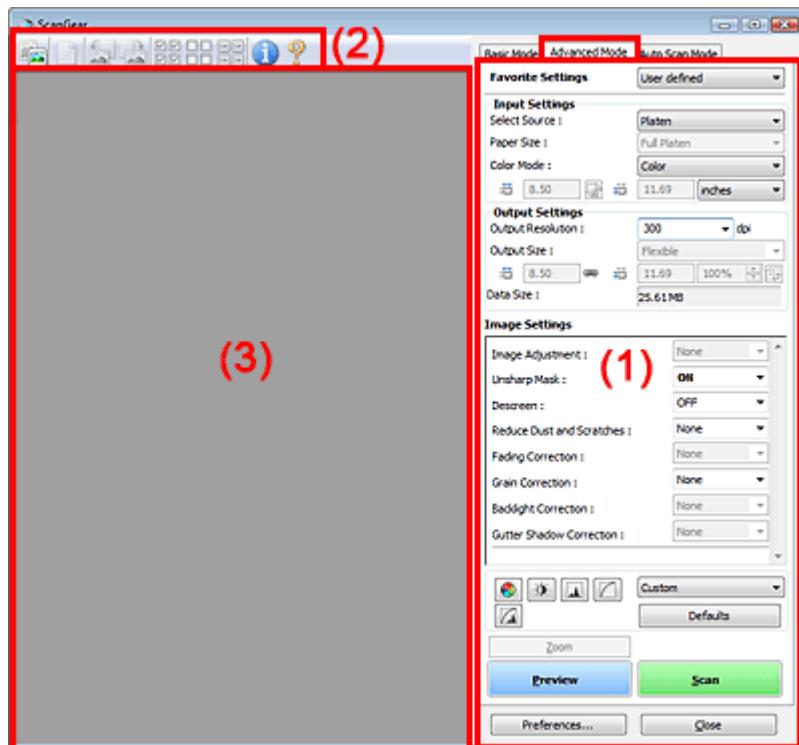 ScanGear
(2)
Basic Mode Advanced Mode Auto Scan Mode
Favorite Settings User defined
Input Settings
Select Source : Platen
Paper Size : Full Platen
Color Mode : Color
8.50 11.69 inches
Output Settings
Output Resolution : 300 dpi
Output Size : Flexible
8.50 11.69 100%
Data Size : 25.61MB
Image Settings
(3)
(1)
Image Adjustment : None
Unsharp Mask : ON
Descreen : OFF
Reduce Dust and Scratches : None
Fading Correction : None
Grain Correction : None
Backlight Correction : None
Gutter Shadow Correction : None
Custom
Defaults
Zoom
Preview Scan
Preferences... Close